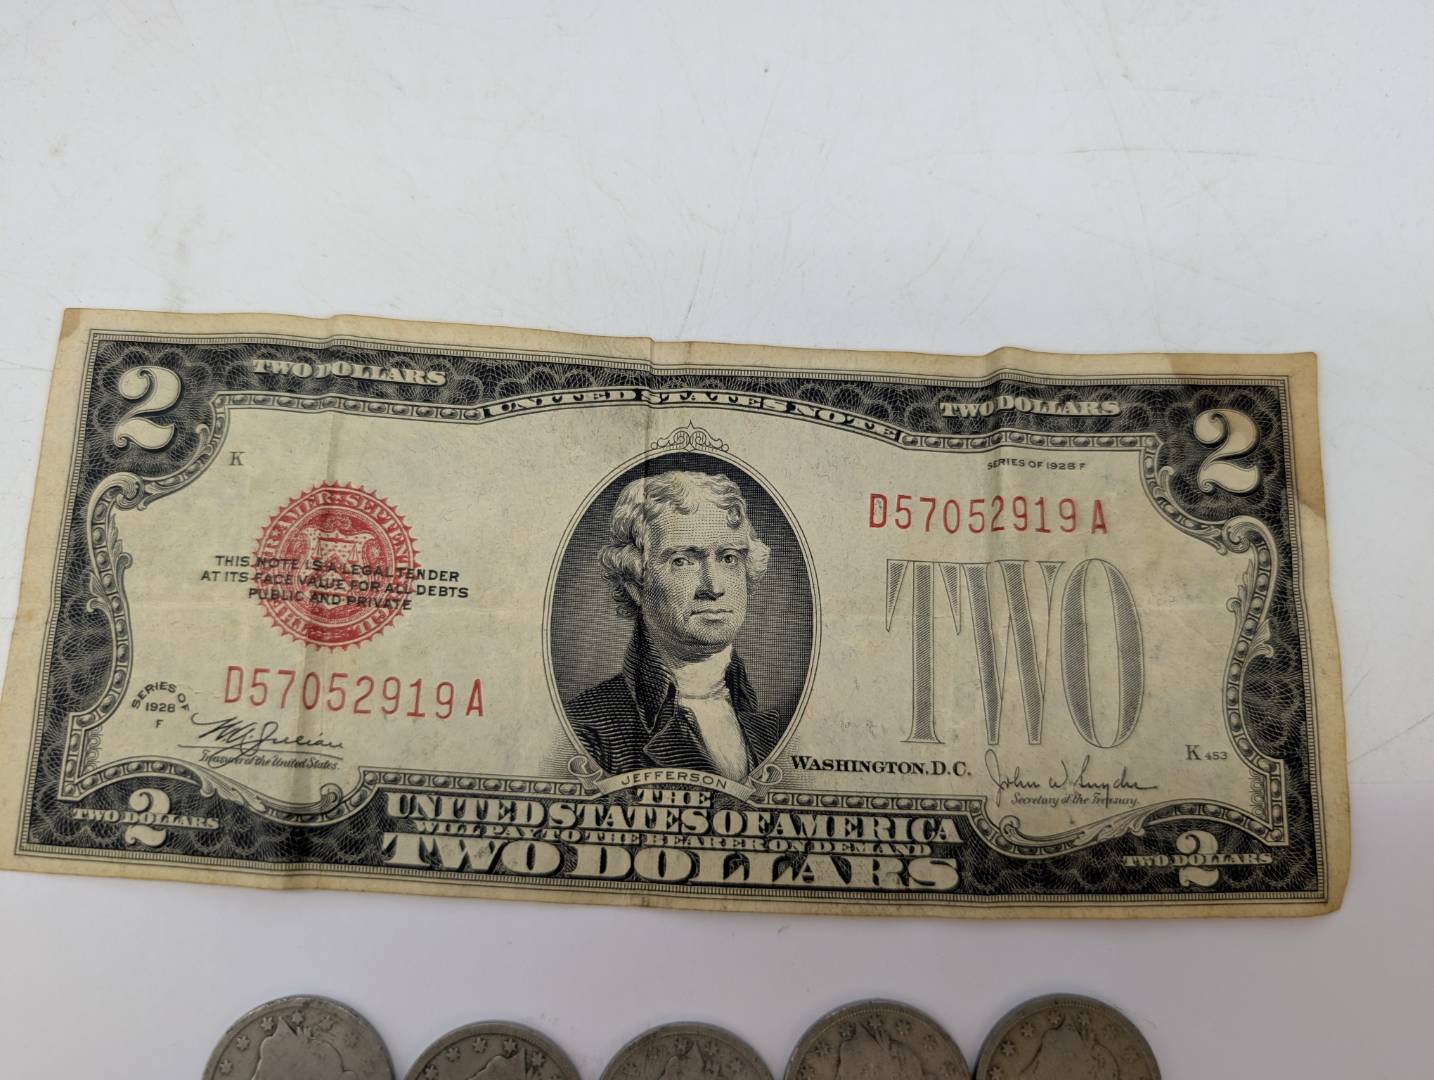 2 TWO DOLLARS UNITED STATES NOTE TWO DOLLARS 2
K
SERIES OF 1928 F
D57052919A
THIS NOTE IS A LEGAL TENDER
AT ITS FACE VALUE FOR ALL DEBTS
PUBLIC AND PRIVATE
TWO
D57052919A
SERIES OF
1928
F
Treasurer of the United States.
JEFFERSON
WASHINGTON, D.C.
K 453
John W Snyder
Secretary of the Treasury.
THE
UNITED STATES OF AMERICA
WILL PAY TO THE BEARER ON DEMAND
TWO DOLLARS
TWO DOLLARS 2
TWO DOLLARS 2